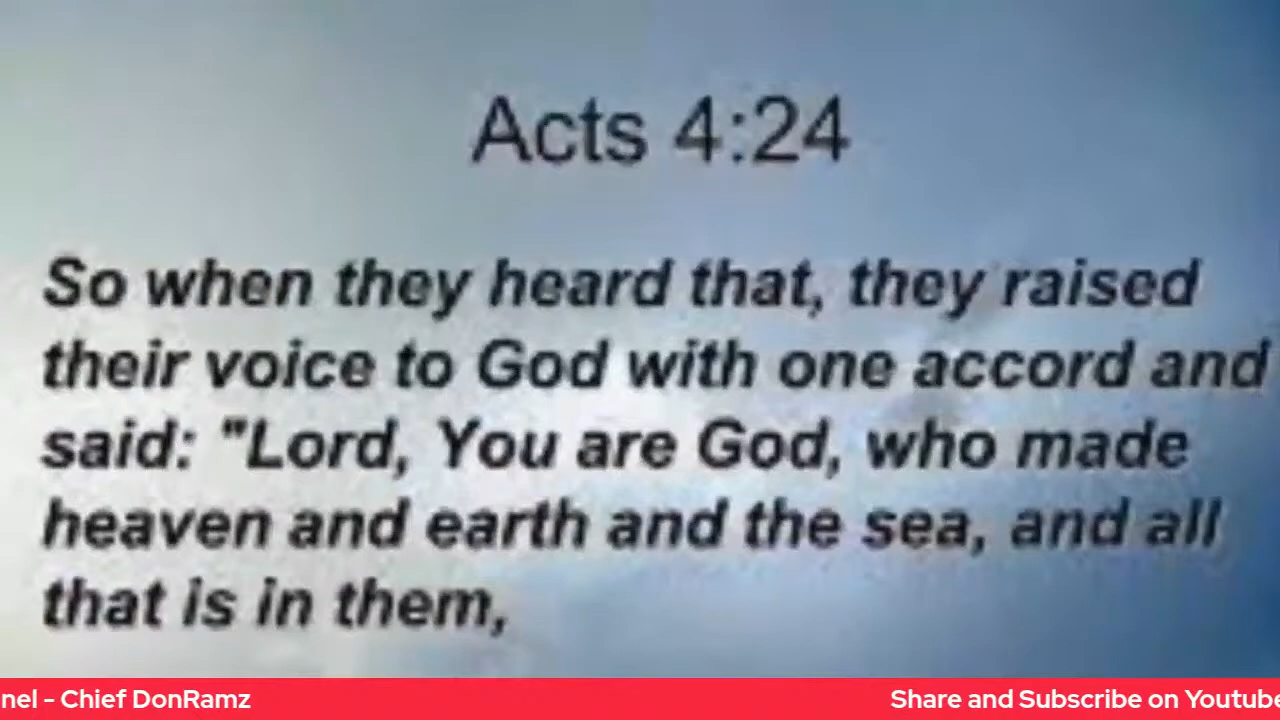 Acts 4:24
So when they heard that, they raised
their voice to God with one accord and
said: "Lord, You are God, who made
heaven and earth and the sea, and all
that is in them,
nel - Chief DonRamz
Share and Subscribe on Youtube